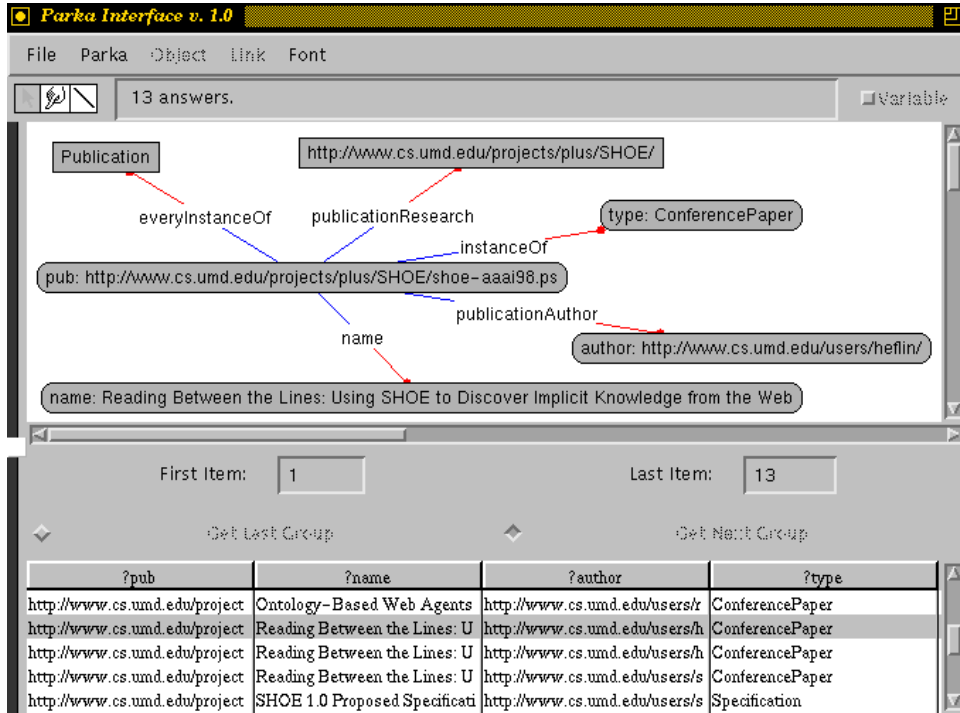 Parka Interface v. 1.0
File Parka Object Link Font
13 answers.
Variable
Publication
http://www.cs.umd.edu/projects/plus/SHOE/
everyInstanceOf
publicationResearch
type: ConferencePaper
instanceOf
pub: http://www.cs.umd.edu/projects/plus/SHOE/shoe-aaai98.ps
publicationAuthor
name
author: http://www.cs.umd.edu/users/heflin/
name: Reading Between the Lines: Using SHOE to Discover Implicit Knowledge from the Web
First Item: 1 Last Item: 13
Get Last Group Get Next Group
?pub ?name ?author ?type
http://www.cs.umd.edu/project Ontology-Based Web Agents http://www.cs.umd.edu/users/r ConferencePaper
http://www.cs.umd.edu/project Reading Between the Lines: U http://www.cs.umd.edu/users/h ConferencePaper
http://www.cs.umd.edu/project Reading Between the Lines: U http://www.cs.umd.edu/users/h ConferencePaper
http://www.cs.umd.edu/project Reading Between the Lines: U http://www.cs.umd.edu/users/s ConferencePaper
http://www.cs.umd.edu/project SHOE 1.0 Proposed Specificati http://www.cs.umd.edu/users/s Specification